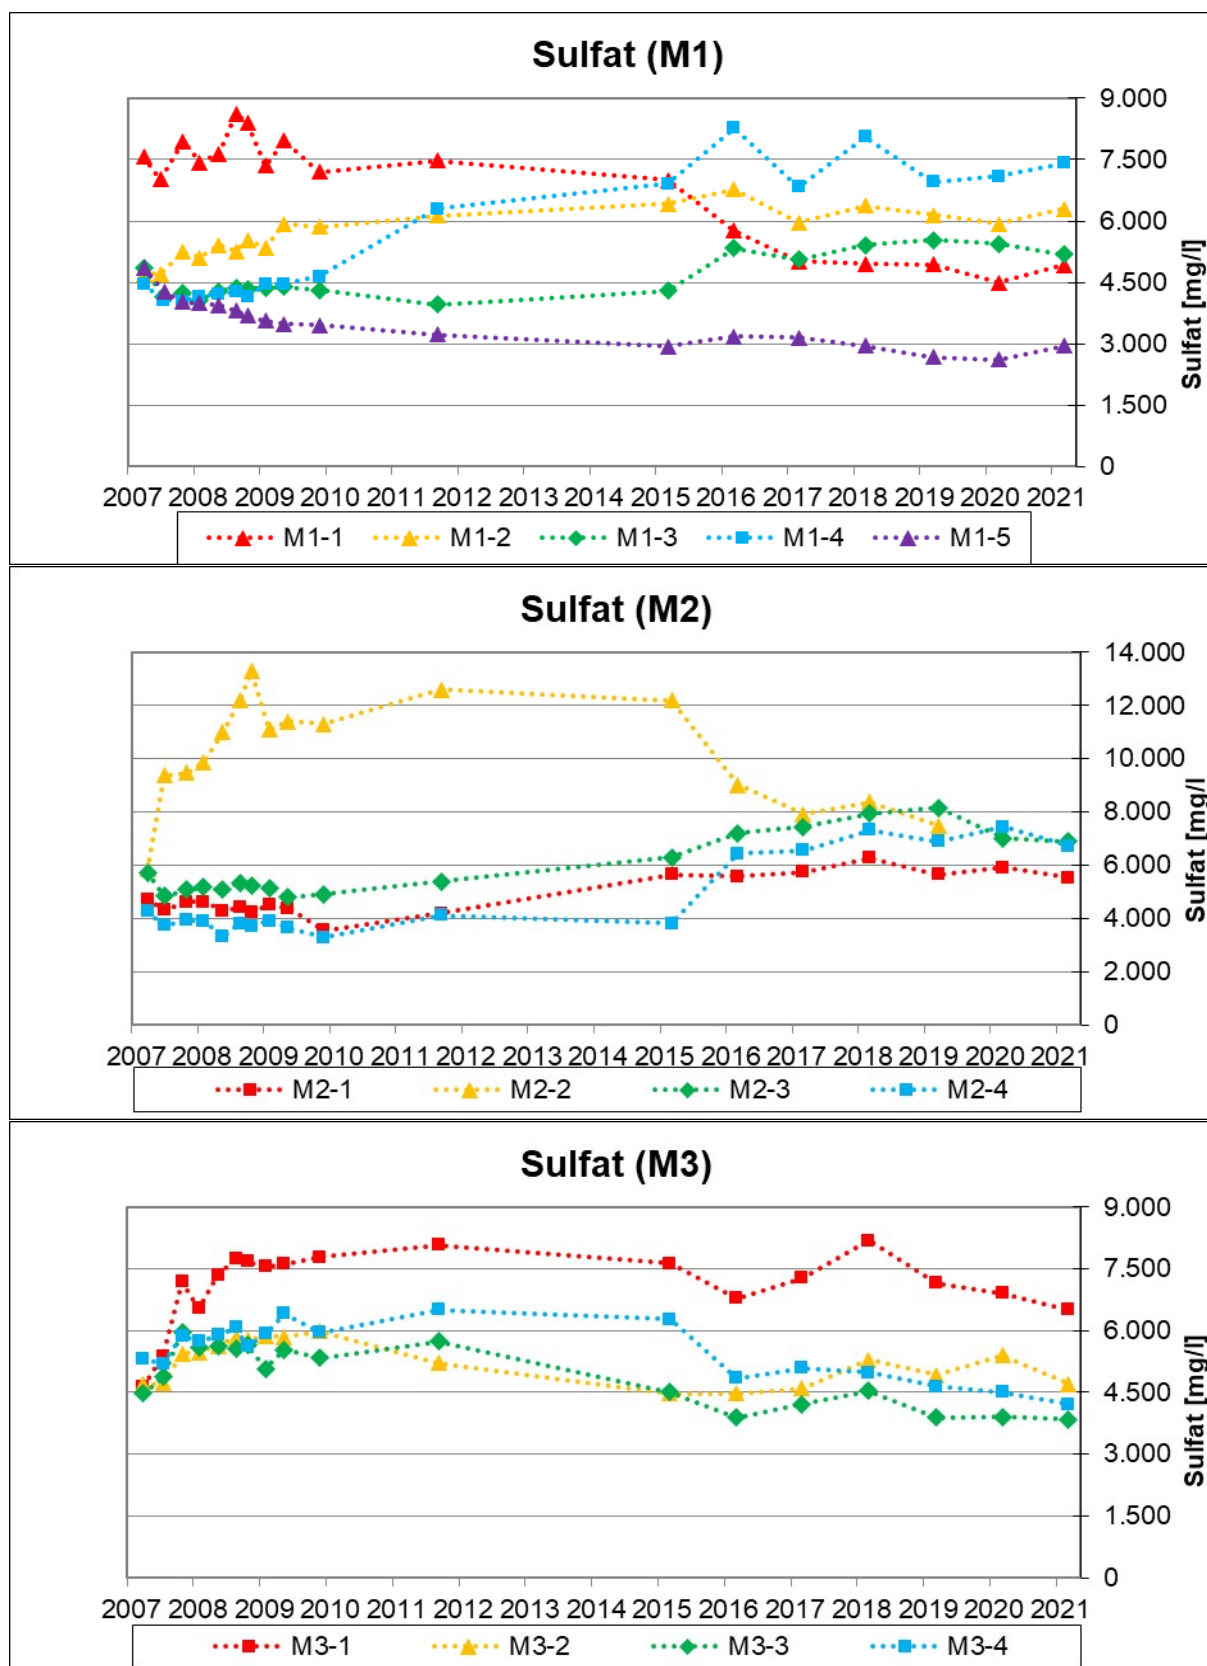 Sulfat (M1)
9.000
7.500
6.000
4.500
3.000
1.500
0
Sulfat [mg/l]
2007 2008 2009 2010 2011 2012 2013 2014 2015 2016 2017 2018 2019 2020 2021
M1-1 M1-2 M1-3 M1-4 M1-5
Sulfat (M2)
14.000
12.000
10.000
8.000
6.000
4.000
2.000
0
Sulfat [mg/l
2007 2008 2009 2010 2011 2012 2013 2014 2015 2016 2017 2018 2019 2020 2021
M2-1 M2-2 M2-3 M2-4
Sulfat (M3)
9.000
7.500
6.000
4.500
3.000
1.500
0
Sulfat [mg/l]
2007 2008 2009 2010 2011 2012 2013 2014 2015 2016 2017 2018 2019 2020 2021
M3-1 M3-2 M3-3 M3-4